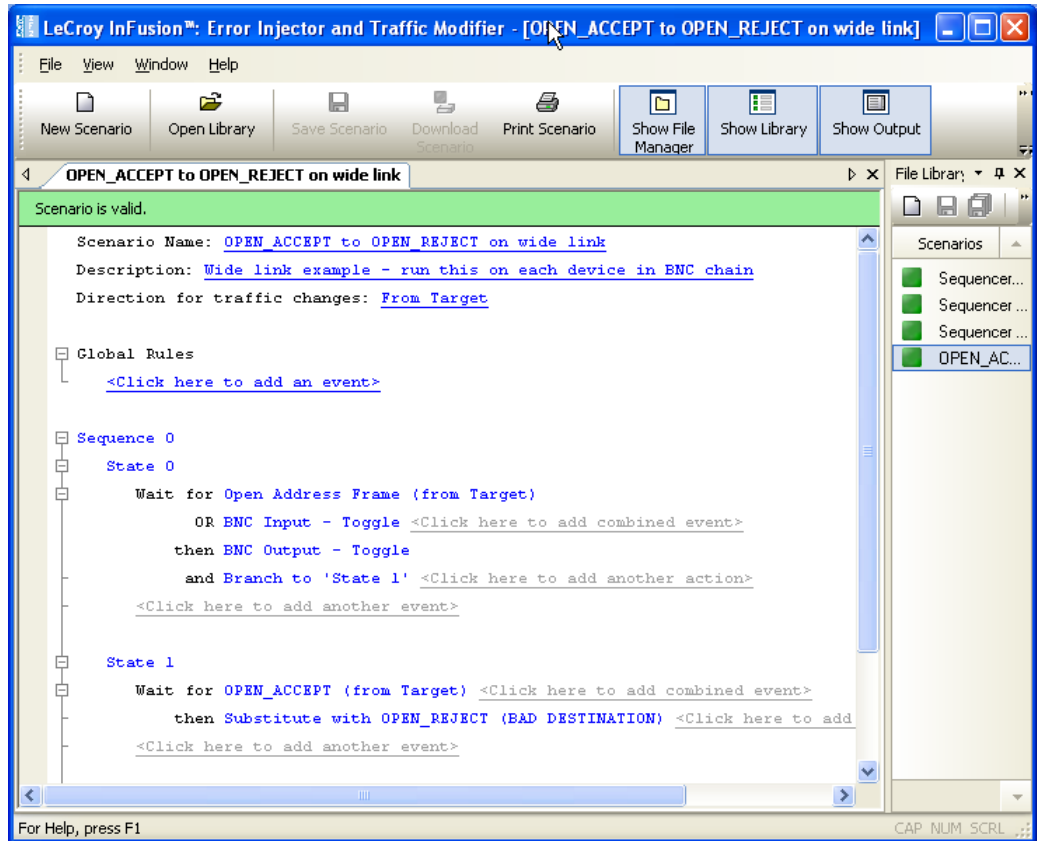 LeCroy InFusion™: Error Injector and Traffic Modifier - [OPEN_ACCEPT to OPEN_REJECT on wide link]
File View Window Help
New Scenario Open Library Save Scenario Download Scenario Print Scenario Show File Manager Show Library Show Output
OPEN_ACCEPT to OPEN_REJECT on wide link
File Library
Scenario is valid.
Scenario Name: OPEN_ACCEPT to OPEN_REJECT on wide link
Description: Wide link example - run this on each device in BNC chain
Direction for traffic changes: From Target
Global Rules
<Click here to add an event>
Sequence 0
State 0
Wait for Open Address Frame (from Target)
OR BNC Input - Toggle <Click here to add combined event>
then BNC Output - Toggle
and Branch to 'State 1' <Click here to add another action>
<Click here to add another event>
State 1
Wait for OPEN_ACCEPT (from Target) <Click here to add combined event>
then Substitute with OPEN_REJECT (BAD DESTINATION) <Click here to add
<Click here to add another event>
Scenarios
Sequencer...
Sequencer ...
Sequencer ...
OPEN_AC...
For Help, press F1
CAP NUM SCRL